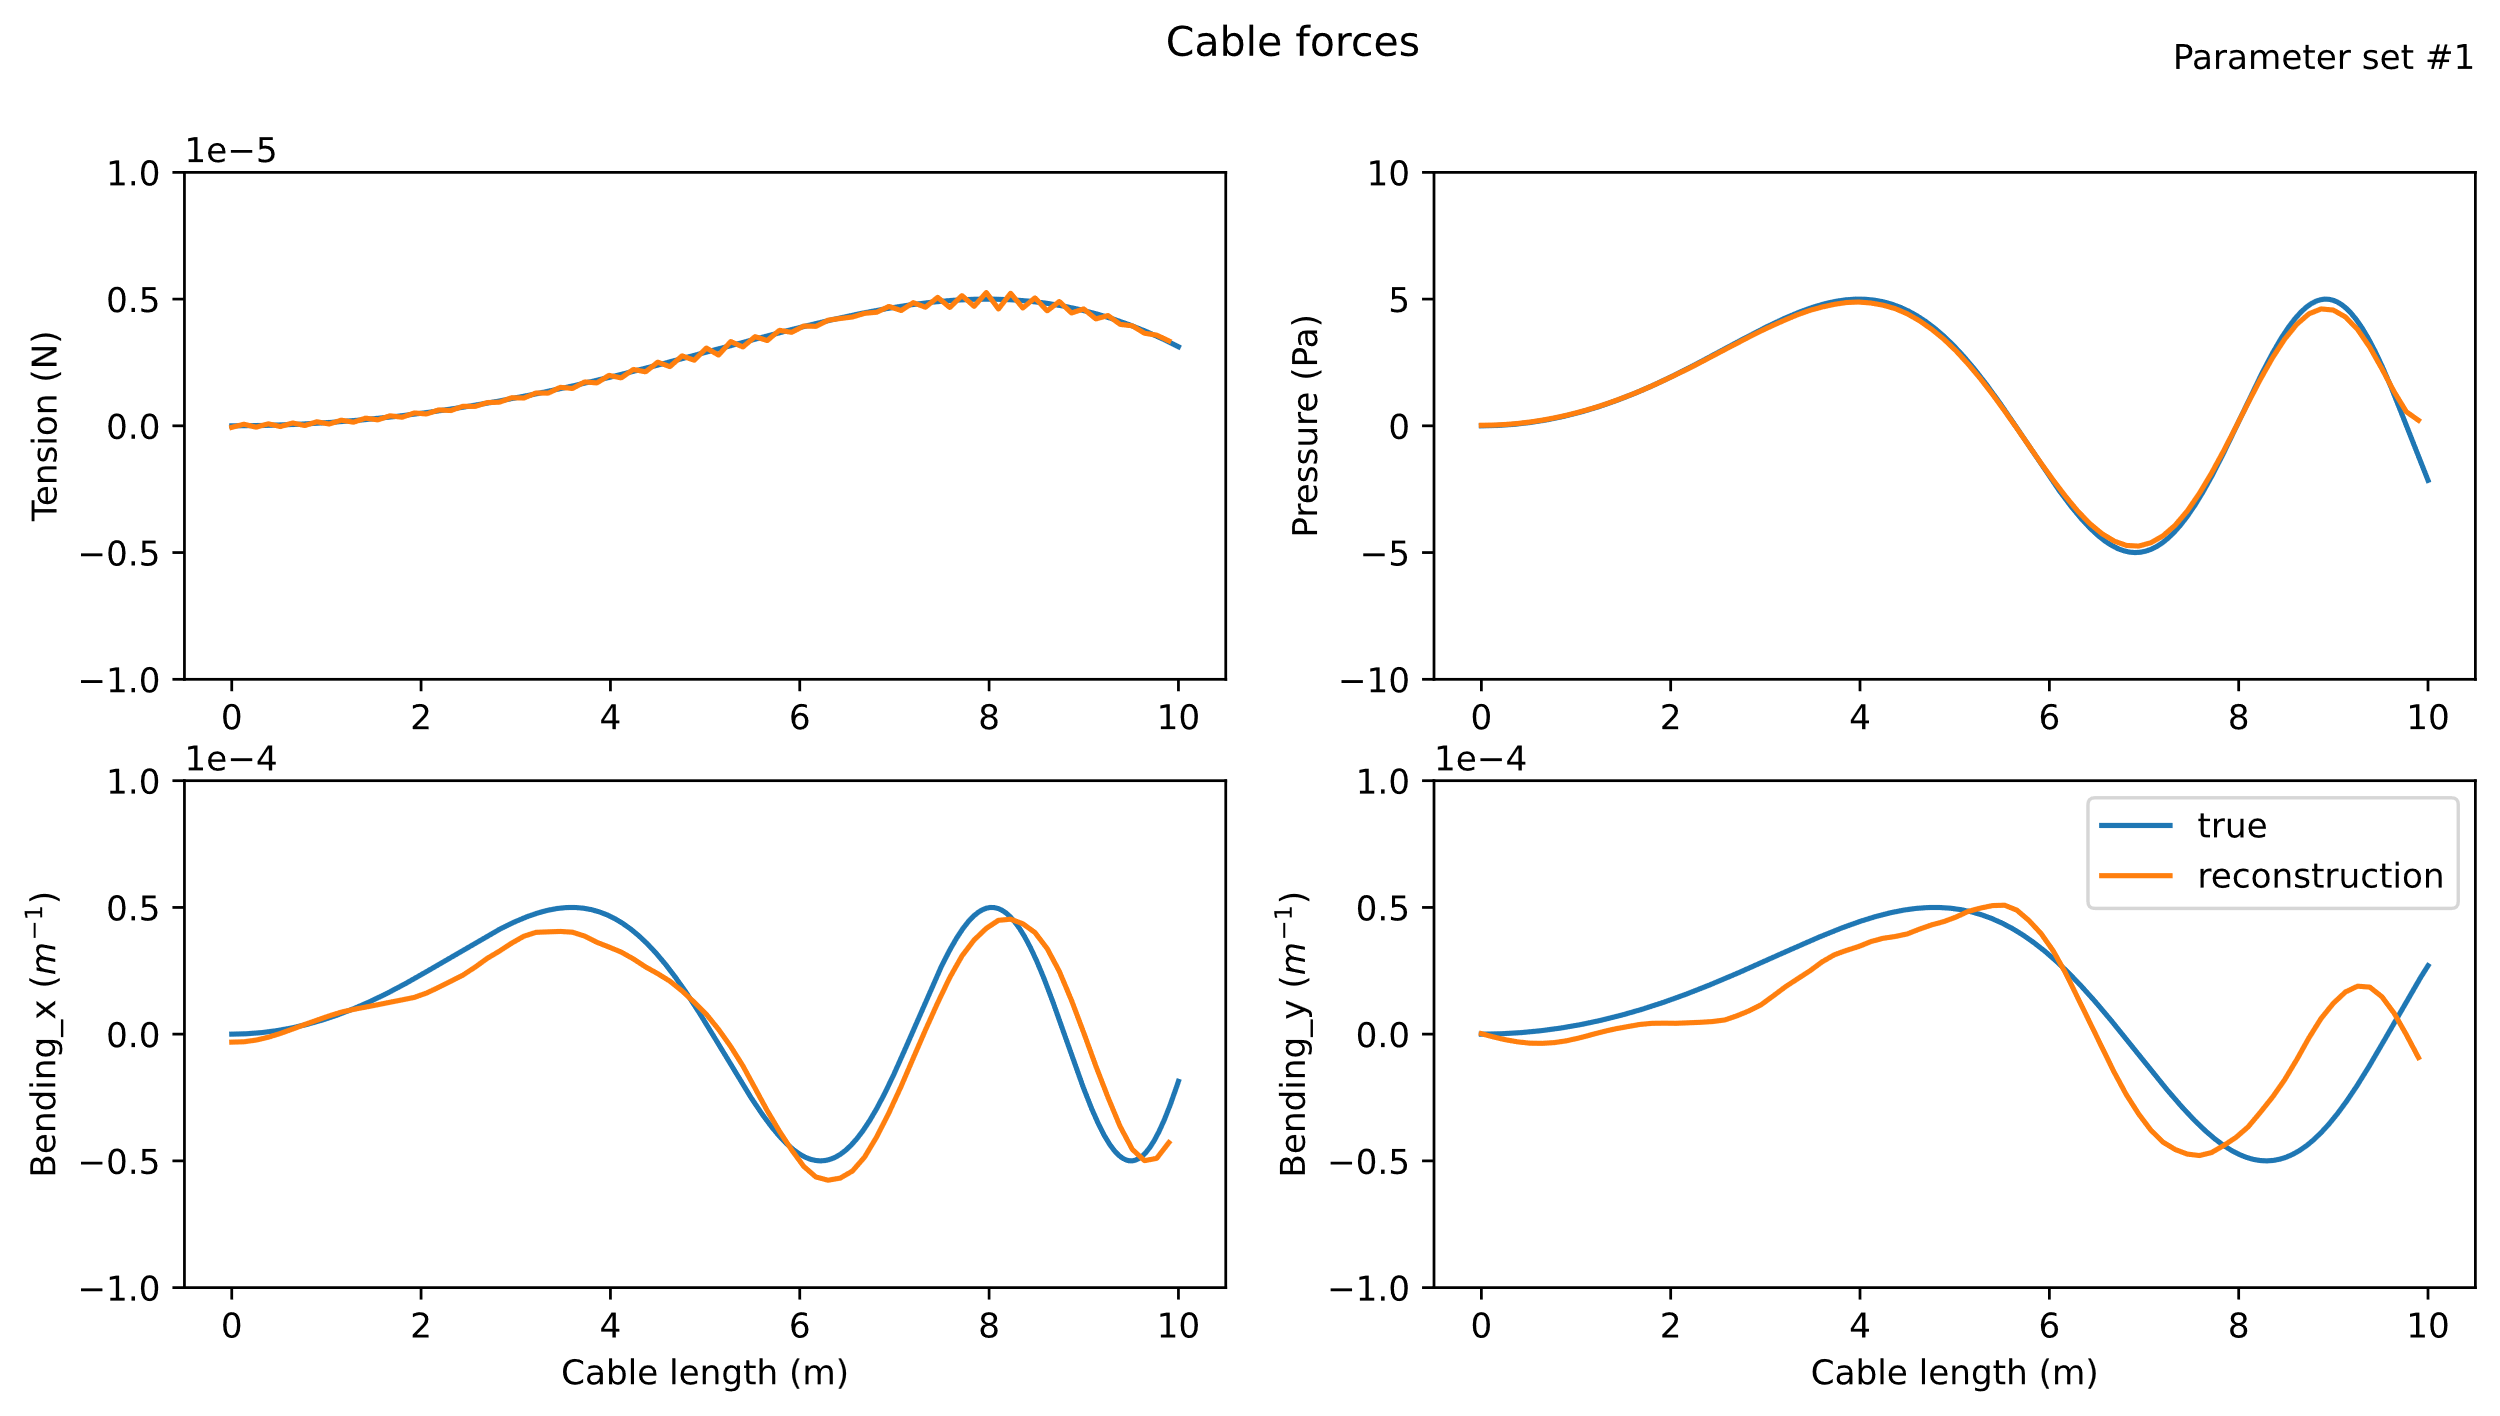 Cable forces
Parameter set #1
1e−5
1.0
0.5
0.0
−0.5
−1.0
Tension (N)
0 2 4 6 8 10
10
5
0
−5
−10
Pressure (Pa)
0 2 4 6 8 10
1e−4
1.0
0.5
0.0
−0.5
−1.0
Bending_x (m⁻¹)
0 2 4 6 8 10
Cable length (m)
1e−4
1.0
0.5
0.0
−0.5
−1.0
Bending_y (m⁻¹)
true
reconstruction
0 2 4 6 8 10
Cable length (m)